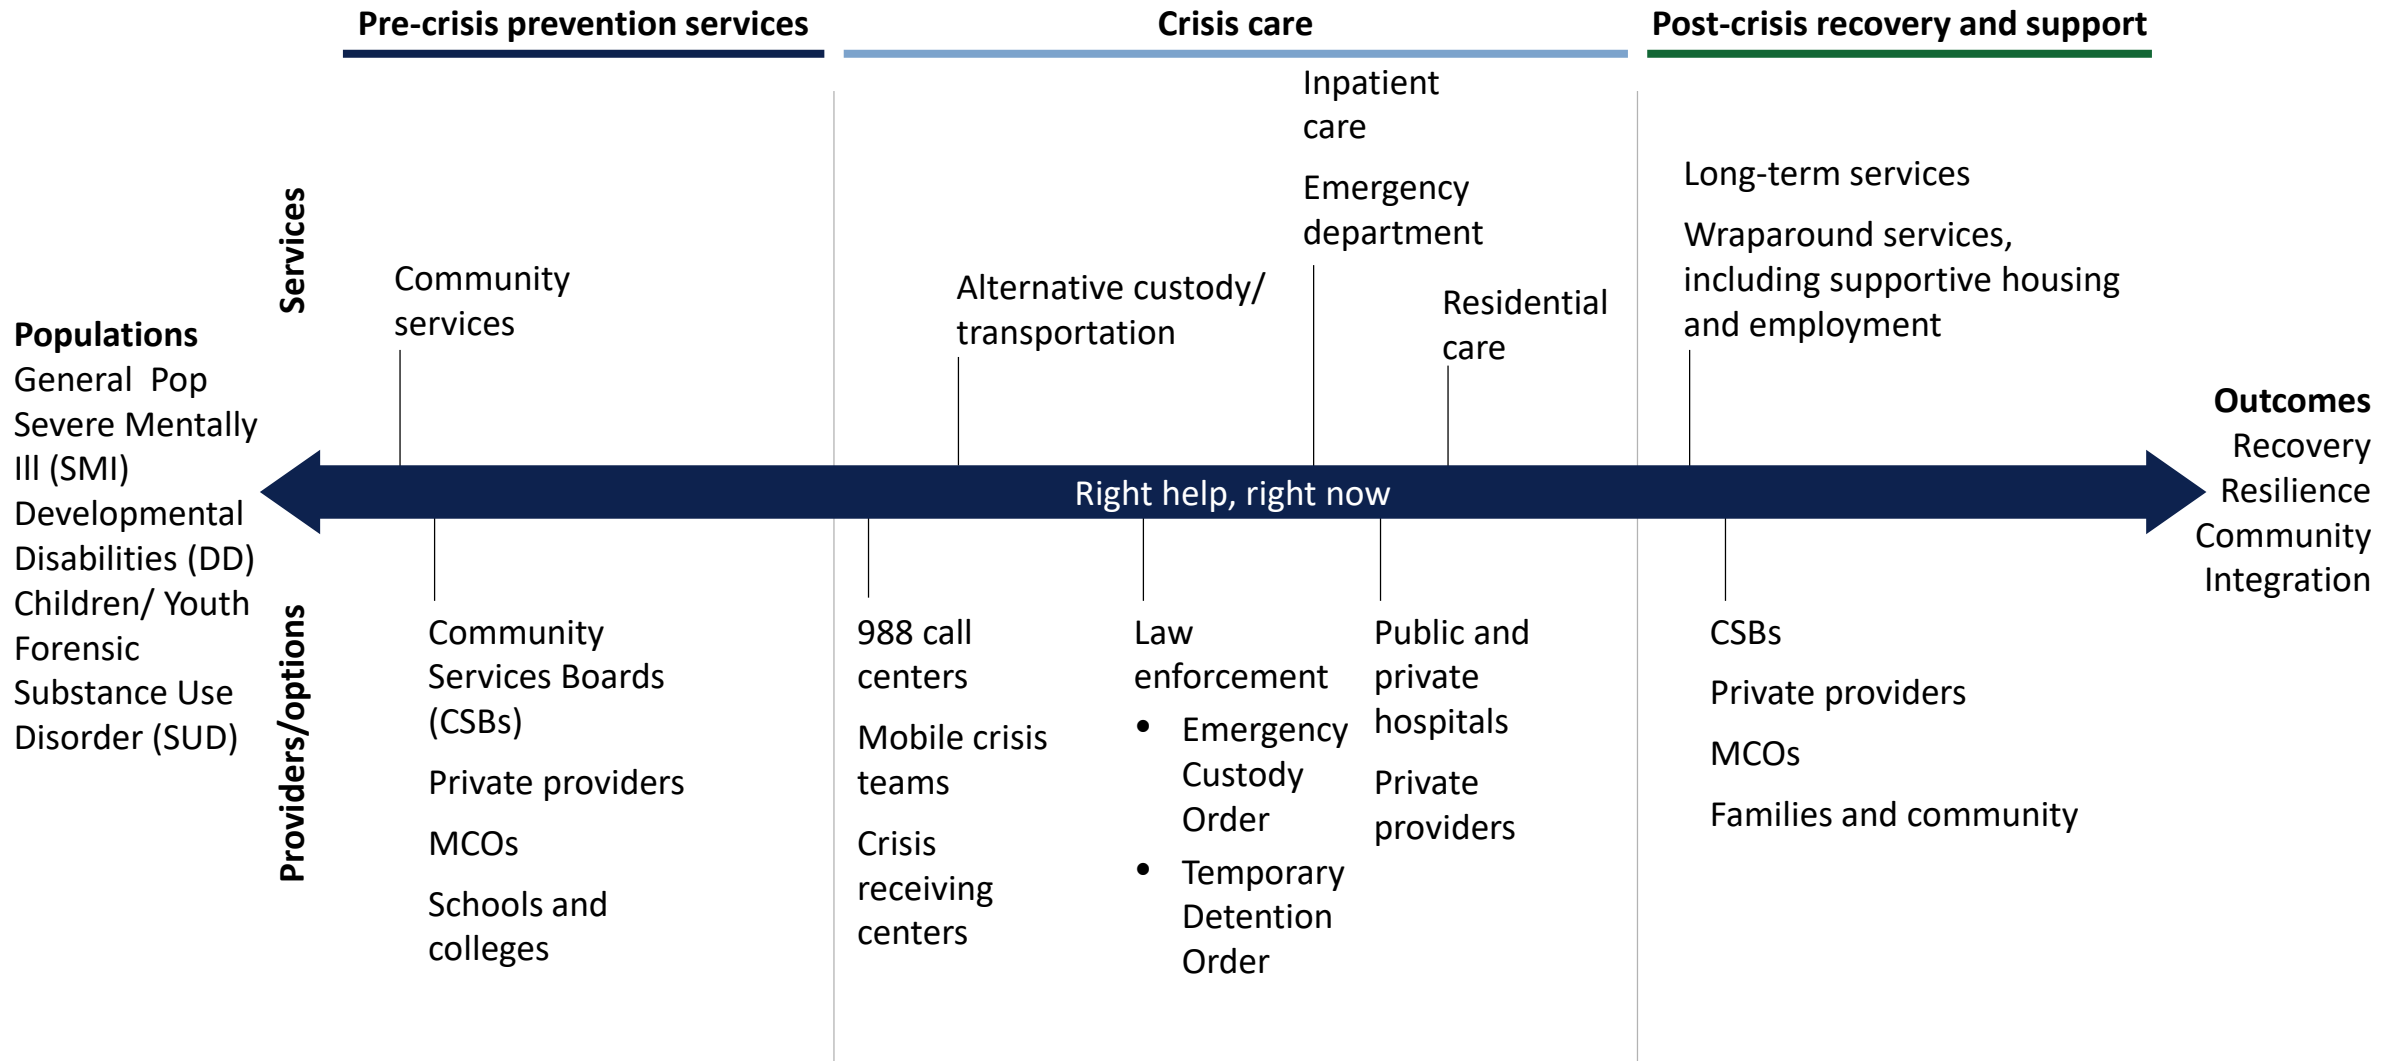 Pre-crisis prevention services
Crisis care
Post-crisis recovery and support
Services
Community
services
Alternative custody/
transportation
Inpatient
care
Emergency
department
Residential
care
Long-term services
Wraparound services,
including supportive housing
and employment
Populations
General  Pop
Severe Mentally
Ill (SMI)
Developmental
Disabilities (DD)
Children/ Youth
Forensic
Substance Use
Disorder (SUD)
Right help, right now
Outcomes
Recovery
Resilience
Community
Integration
Providers/options
Community
Services Boards
(CSBs)
Private providers
MCOs
Schools and
colleges
988 call
centers
Mobile crisis
teams
Crisis
receiving
centers
Law
enforcement
• Emergency
Custody
Order
• Temporary
Detention
Order
Public and
private
hospitals
Private
providers
CSBs
Private providers
MCOs
Families and community